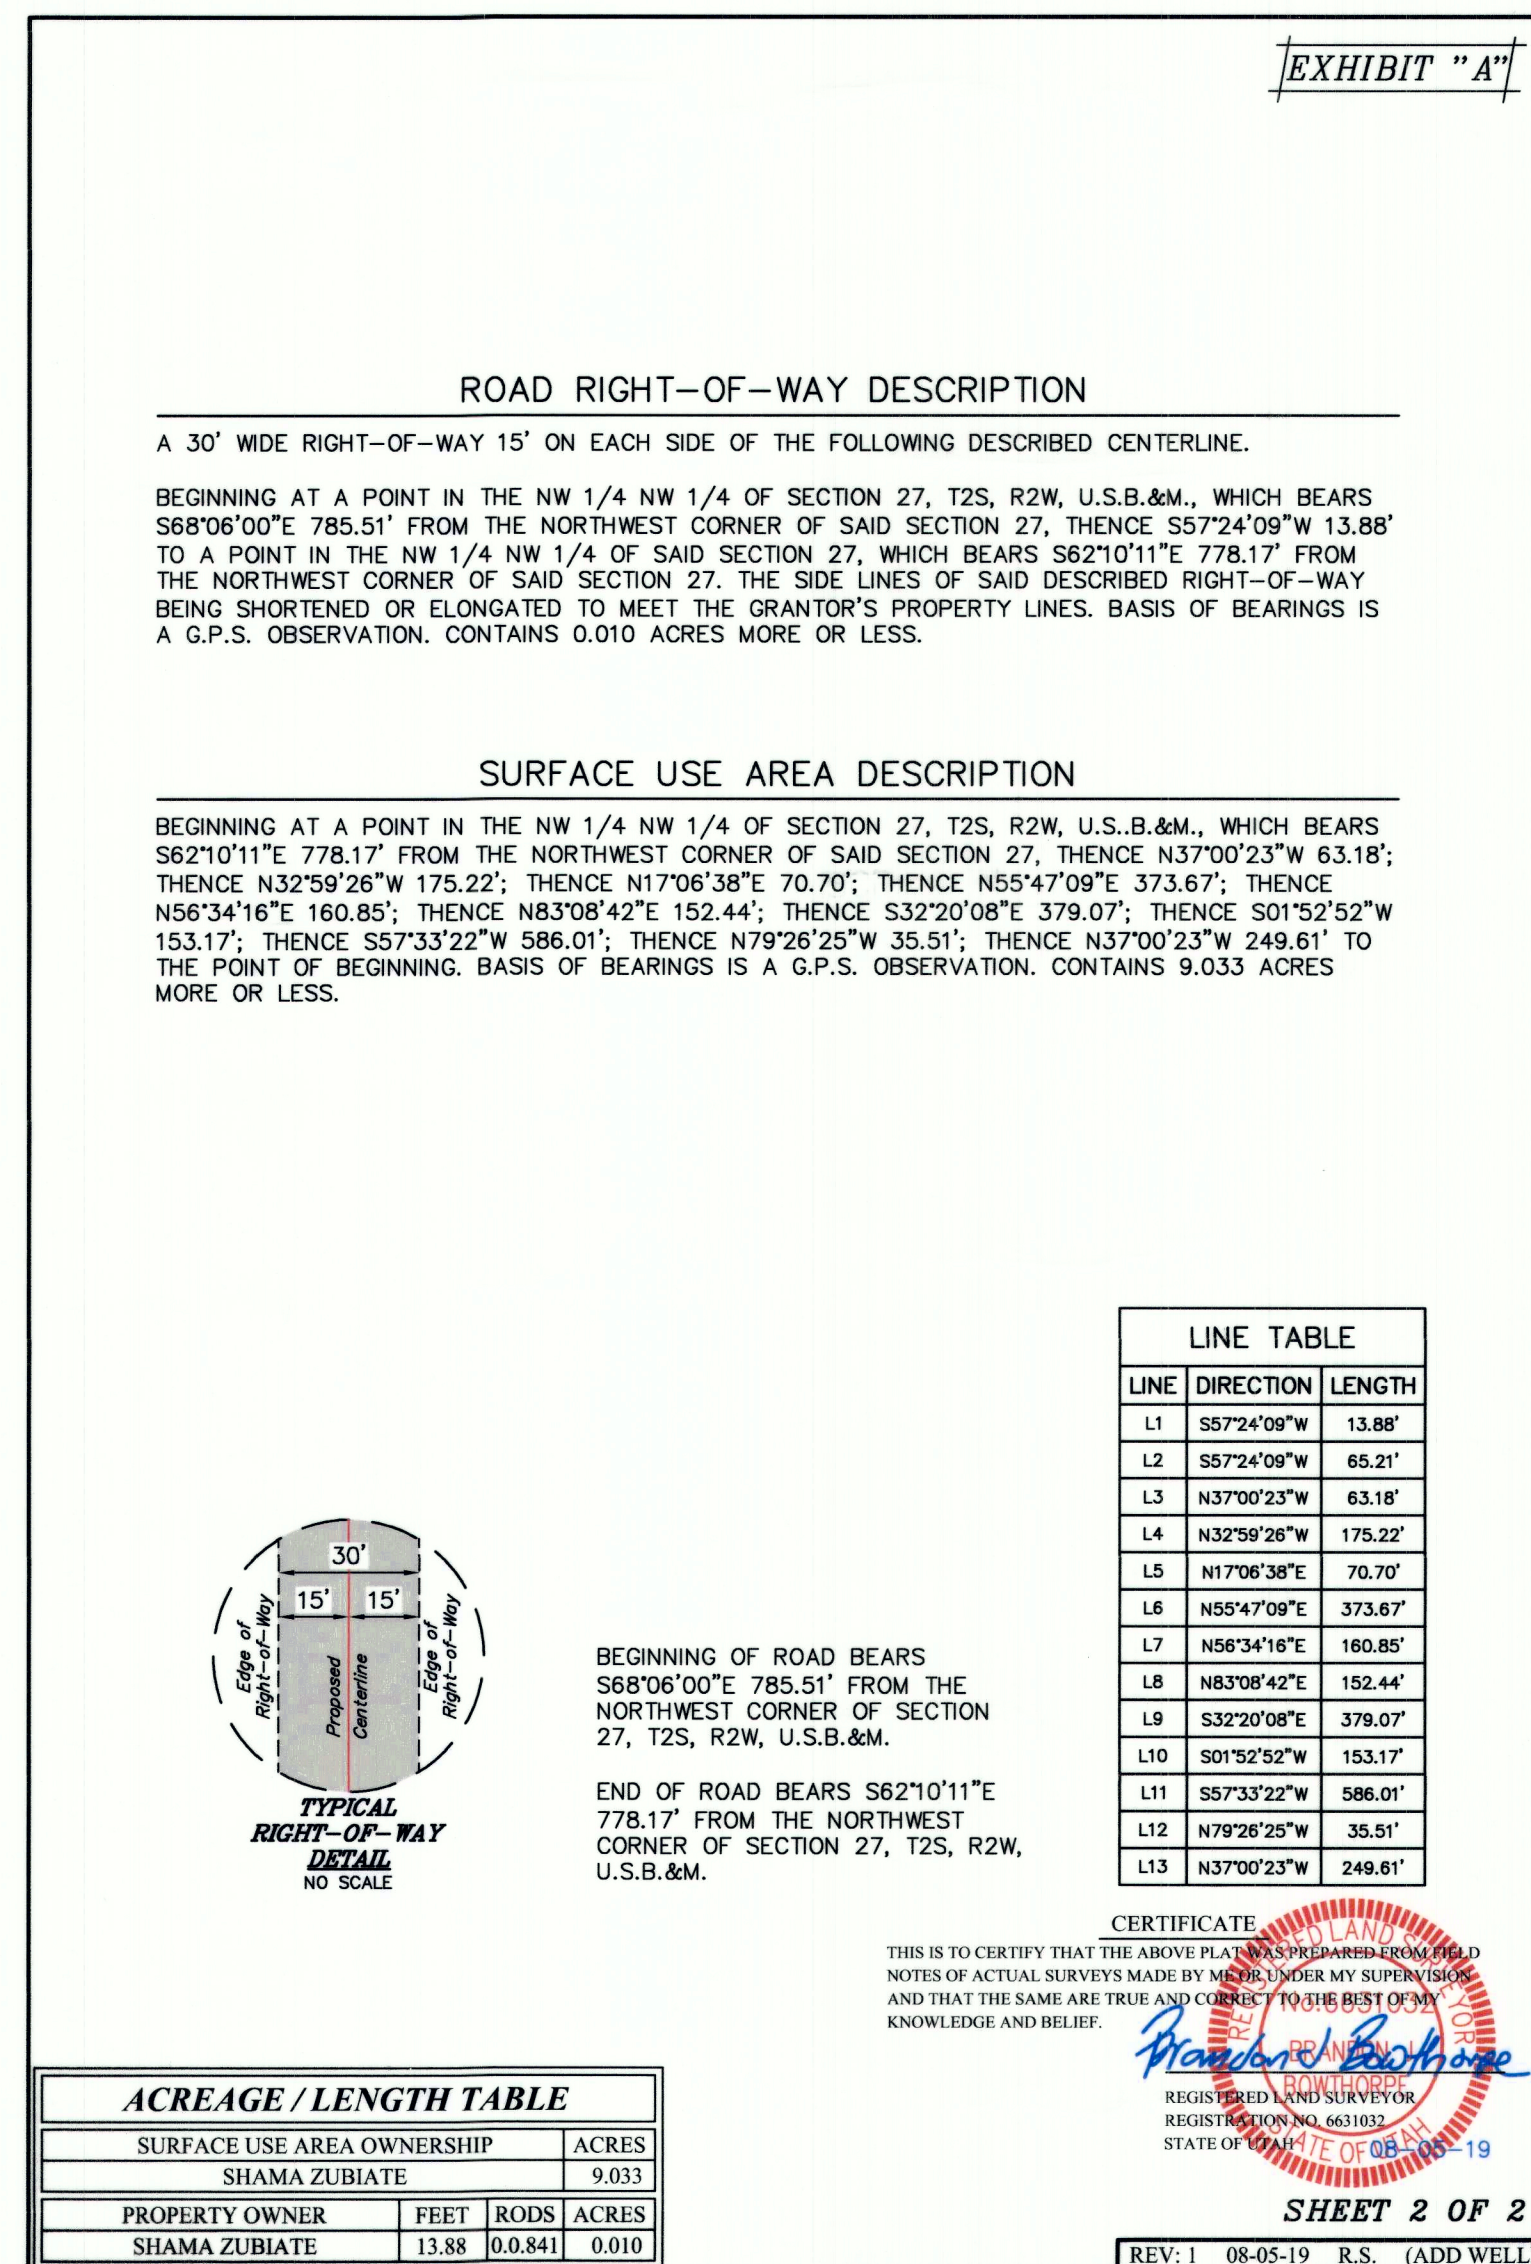 EXHIBIT "A"
ROAD RIGHT-OF-WAY DESCRIPTION
A 30' WIDE RIGHT-OF-WAY 15' ON EACH SIDE OF THE FOLLOWING DESCRIBED CENTERLINE.
BEGINNING AT A POINT IN THE NW 1/4 NW 1/4 OF SECTION 27, T2S, R2W, U.S.B.&M., WHICH BEARS
S68°06'00"E 785.51' FROM THE NORTHWEST CORNER OF SAID SECTION 27, THENCE S57°24'09"W 13.88'
TO A POINT IN THE NW 1/4 NW 1/4 OF SAID SECTION 27, WHICH BEARS S62°10'11"E 778.17' FROM
THE NORTHWEST CORNER OF SAID SECTION 27. THE SIDE LINES OF SAID DESCRIBED RIGHT-OF-WAY
BEING SHORTENED OR ELONGATED TO MEET THE GRANTOR'S PROPERTY LINES. BASIS OF BEARINGS IS
A G.P.S. OBSERVATION. CONTAINS 0.010 ACRES MORE OR LESS.
SURFACE USE AREA DESCRIPTION
BEGINNING AT A POINT IN THE NW 1/4 NW 1/4 OF SECTION 27, T2S, R2W, U.S..B.&M., WHICH BEARS
S62°10'11"E 778.17' FROM THE NORTHWEST CORNER OF SAID SECTION 27, THENCE N37°00'23"W 63.18';
THENCE N32°59'26"W 175.22'; THENCE N17°06'38"E 70.70'; THENCE N55°47'09"E 373.67'; THENCE
N56°34'16"E 160.85'; THENCE N83°08'42"E 152.44'; THENCE S32°20'08"E 379.07'; THENCE S01°52'52"W
153.17'; THENCE S57°33'22"W 586.01'; THENCE N79°26'25"W 35.51'; THENCE N37°00'23"W 249.61' TO
THE POINT OF BEGINNING. BASIS OF BEARINGS IS A G.P.S. OBSERVATION. CONTAINS 9.033 ACRES
MORE OR LESS.
LINE TABLE
LINE DIRECTION LENGTH
L1 S57°24'09"W 13.88'
L2 S57°24'09"W 65.21'
L3 N37°00'23"W 63.18'
L4 N32°59'26"W 175.22'
L5 N17°06'38"E 70.70'
L6 N55°47'09"E 373.67'
L7 N56°34'16"E 160.85'
L8 N83°08'42"E 152.44'
L9 S32°20'08"E 379.07'
L10 S01°52'52"W 153.17'
L11 S57°33'22"W 586.01'
L12 N79°26'25"W 35.51'
L13 N37°00'23"W 249.61'
30'
15' 15'
Edge of
Right-of-Way
Proposed
Centerline
Edge of
Right-of-Way
TYPICAL
RIGHT-OF-WAY
DETAIL
NO SCALE
BEGINNING OF ROAD BEARS
S68°06'00"E 785.51' FROM THE
NORTHWEST CORNER OF SECTION
27, T2S, R2W, U.S.B.&M.
END OF ROAD BEARS S62°10'11"E
778.17' FROM THE NORTHWEST
CORNER OF SECTION 27, T2S, R2W,
U.S.B.&M.
CERTIFICATE
THIS IS TO CERTIFY THAT THE ABOVE PLAT WAS PREPARED FROM FIELD
NOTES OF ACTUAL SURVEYS MADE BY ME OR UNDER MY SUPERVISION
AND THAT THE SAME ARE TRUE AND CORRECT TO THE BEST OF MY
KNOWLEDGE AND BELIEF.
REGISTERED LAND SURVEYOR
No.6631032
BRANDON J.
BOWTHORPE
STATE OF UTAH
Brandon J Bowthorpe
REGISTERED LAND SURVEYOR
REGISTRATION NO. 6631032
STATE OF UTAH
08-05-19
ACREAGE / LENGTH TABLE
SURFACE USE AREA OWNERSHIP ACRES
SHAMA ZUBIATE 9.033
PROPERTY OWNER FEET RODS ACRES
SHAMA ZUBIATE 13.88 0.0.841 0.010
SHEET 2 OF 2
REV: 1 08-05-19 R.S. (ADD WELL